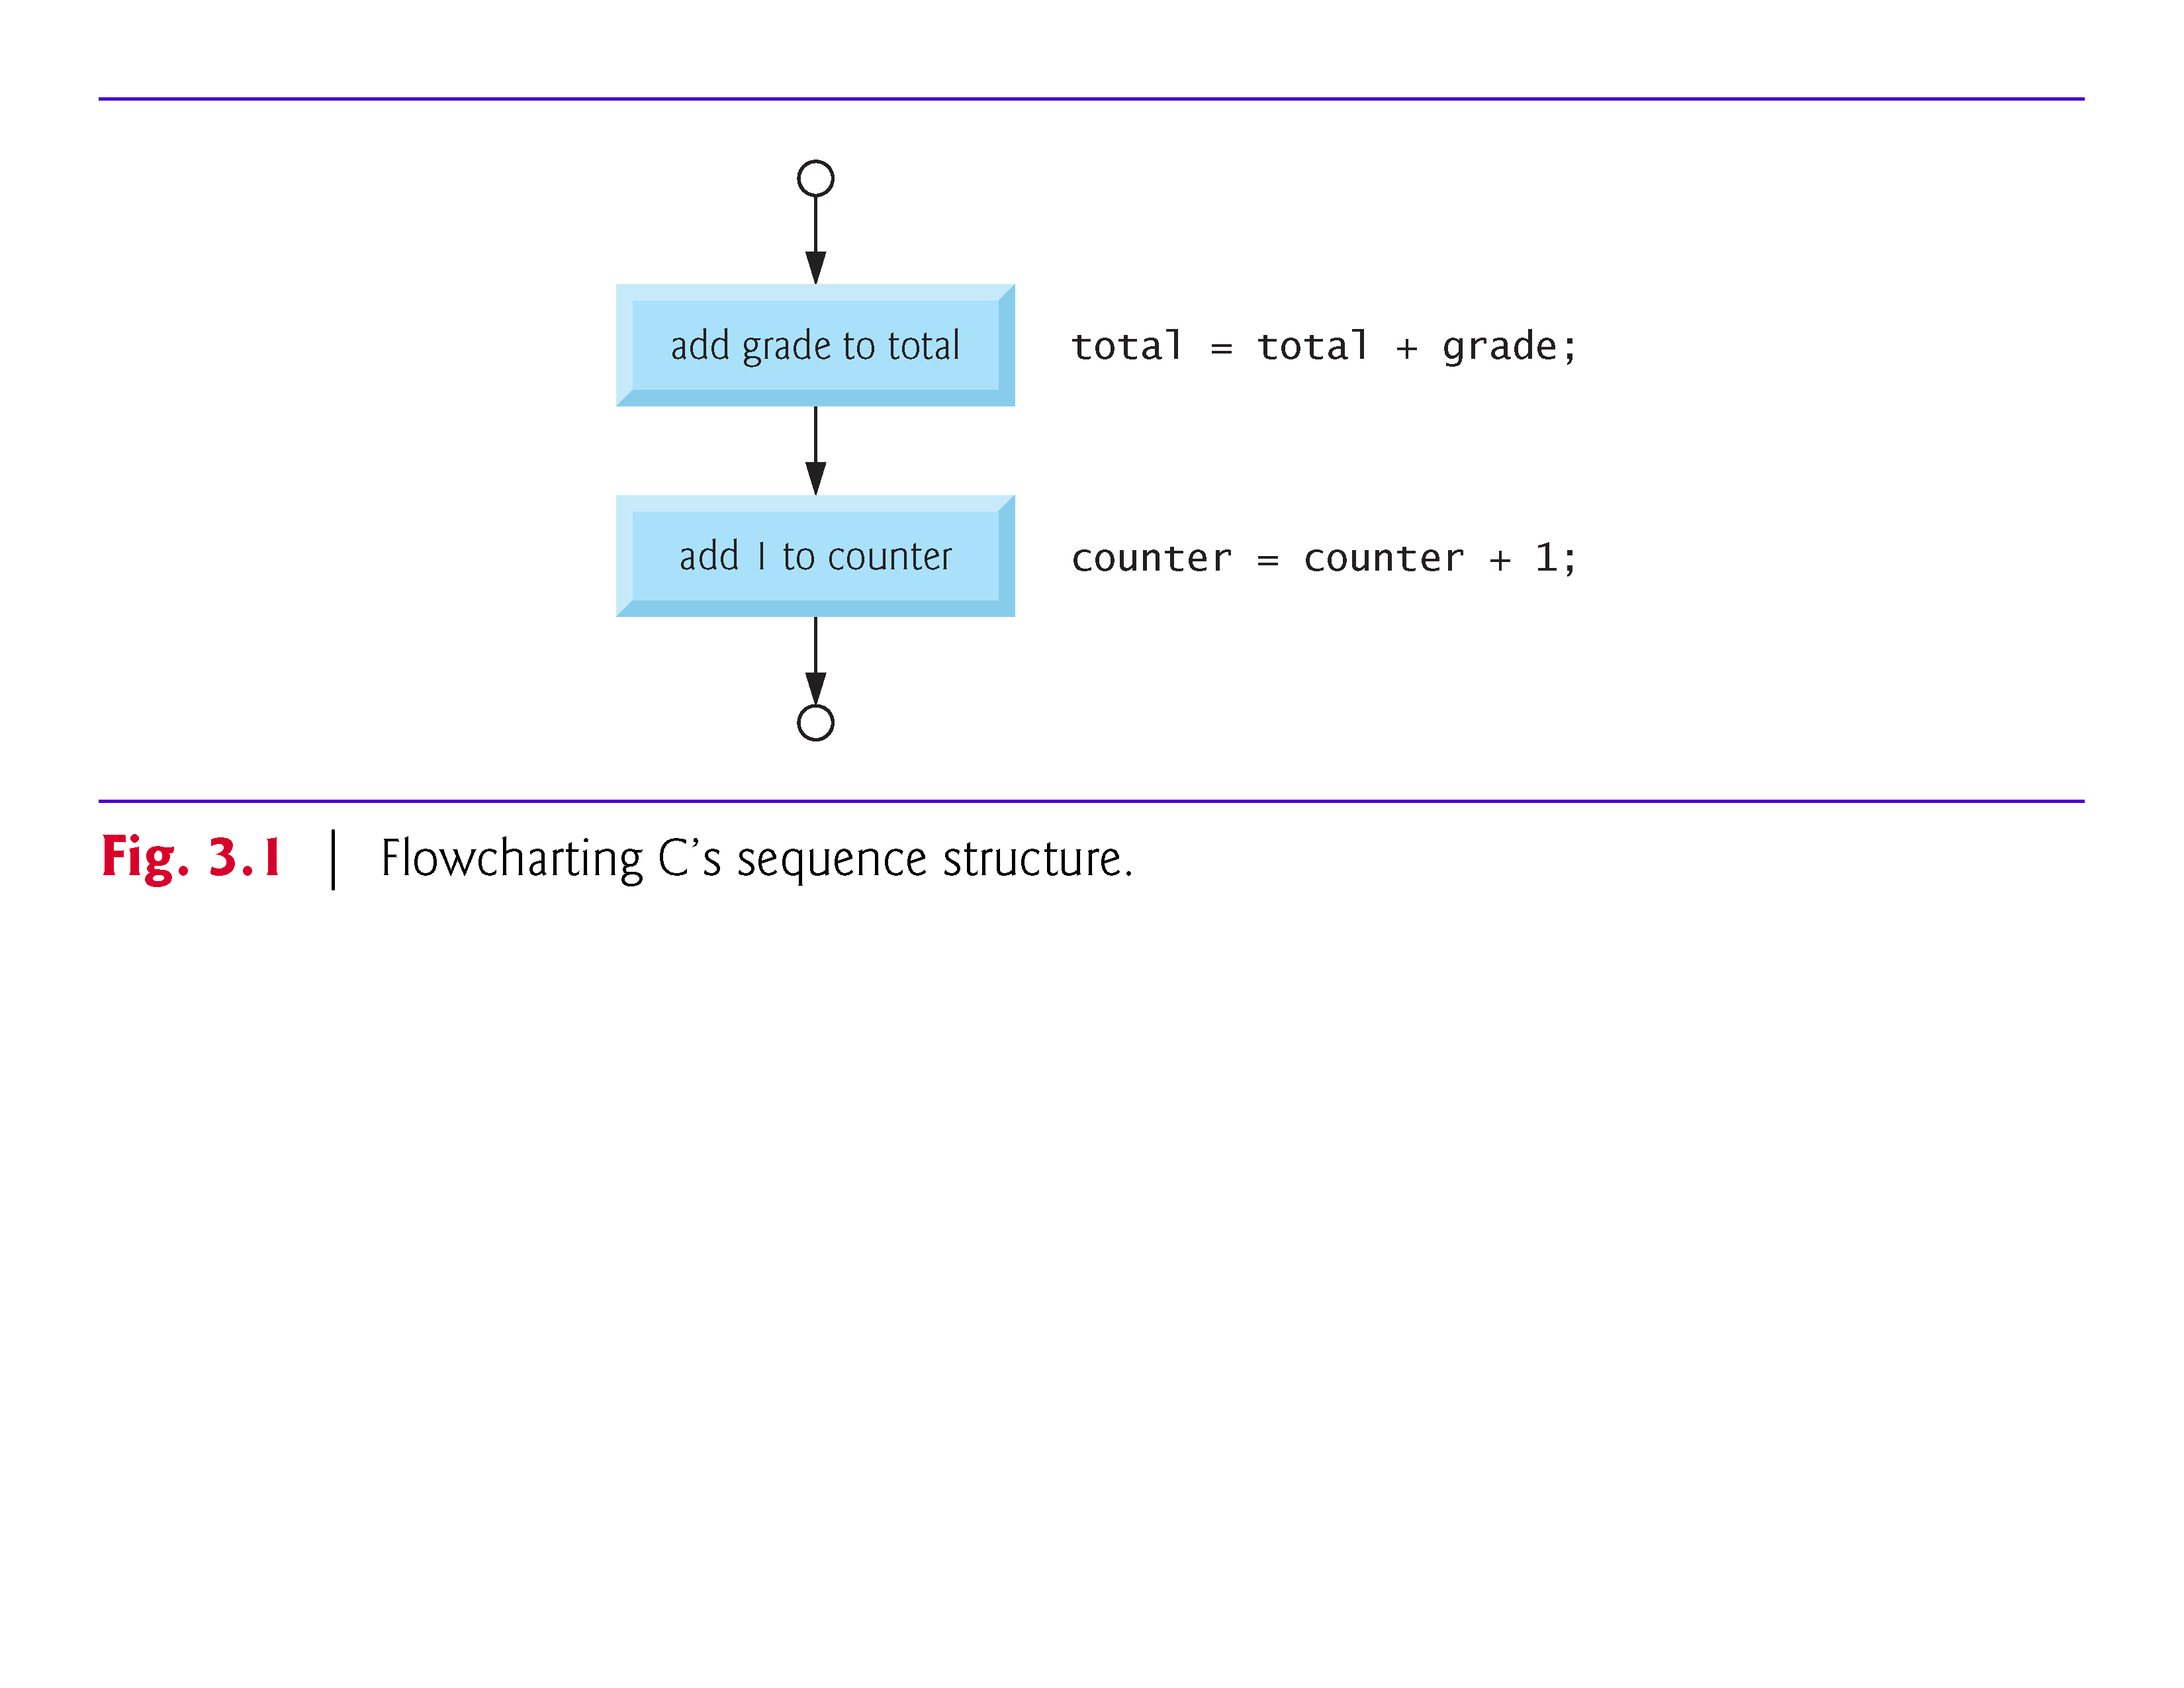 add grade to total    total = total + grade;
add 1 to counter    counter = counter + 1;
Fig. 3.1 | Flowcharting C’s sequence structure.